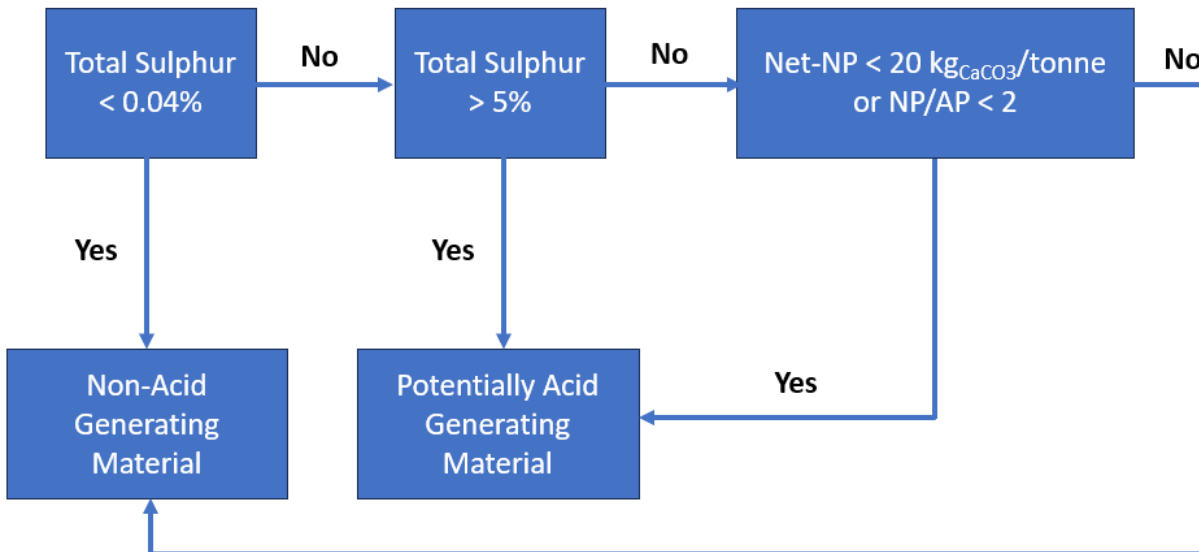 Total Sulphur
< 0.04%
No
Total Sulphur
> 5%
No
Net-NP < 20 kgCaCO3/tonne
or NP/AP < 2
No
Yes
Yes
Yes
Non-Acid
Generating
Material
Potentially Acid
Generating
Material